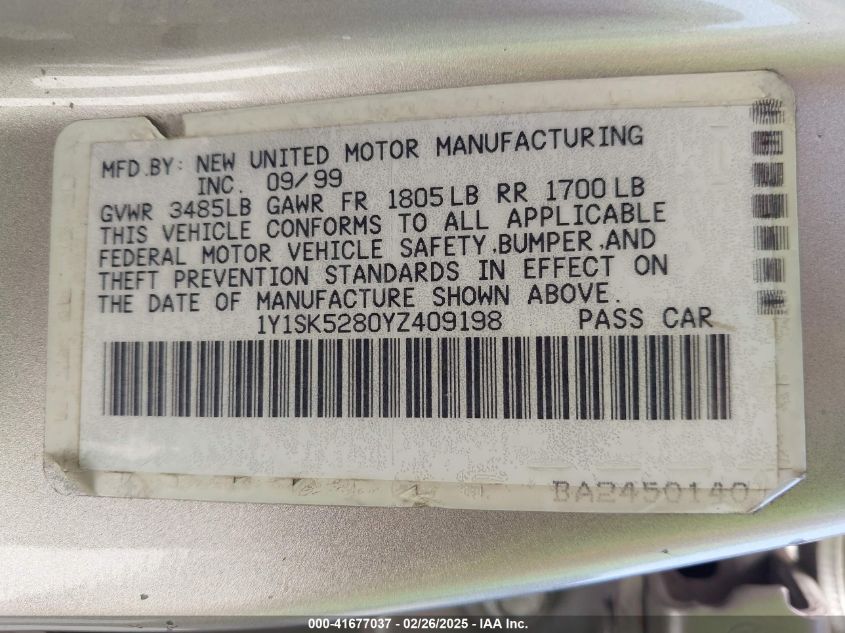 MFD.BY: NEW UNITED MOTOR MANUFACTURING
INC. 09/99
GVWR 3485LB GAWR FR 1805LB RR 1700LB
THIS VEHICLE CONFORMS TO ALL APPLICABLE
FEDERAL MOTOR VEHICLE SAFETY,BUMPER,AND
THEFT PREVENTION STANDARDS IN EFFECT ON
THE DATE OF MANUFACTURE SHOWN ABOVE.
1Y1SK5280YZ409198 PASS CAR
BA2450140
000-41677037 - 02/26/2025 - IAA Inc.